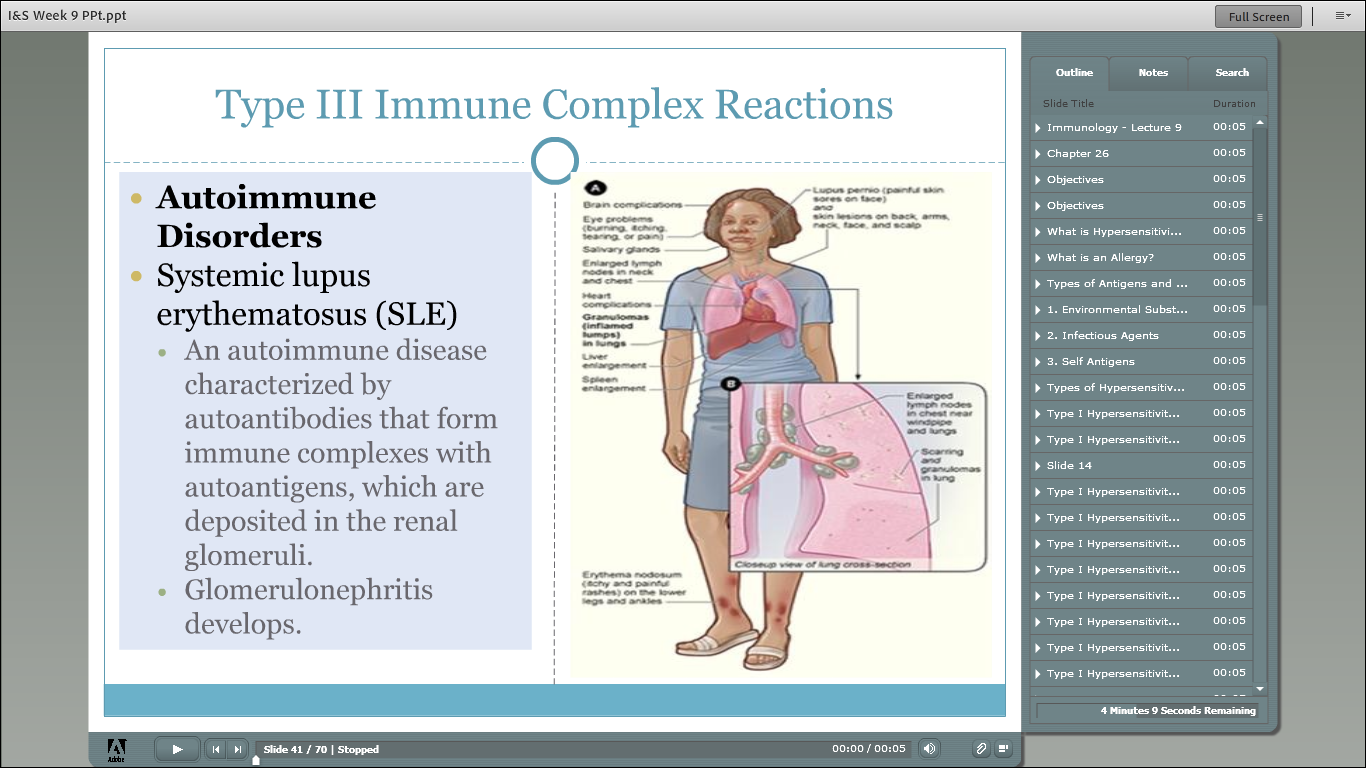 I&S Week 9 PPt.ppt
Full Screen
Type III Immune Complex Reactions
Autoimmune
Disorders
Systemic lupus
erythematosus (SLE)
An autoimmune disease
characterized by
autoantibodies that form
immune complexes with
autoantigens, which are
deposited in the renal
glomeruli.
Glomerulonephritis
develops.
A
Brain complications
Eye problems
(burning, itching,
tearing, or pain)
Salivary glands
Enlarged lymph
nodes in neck
and chest
Heart
complications
Granulomas
(inflamed
lumps)
in lungs
Liver
enlargement
Spleen
enlargement
Lupus pernio (painful skin
sores on face)
and
skin lesions on back, arms,
neck, face, and scalp
B
Enlarged
lymph nodes
in chest near
windpipe
and lungs
Scarring
and
granulomas
in lung
Closeup view of lung cross-section
Erythema nodosum
(itchy and painful
rashes) on the lower
legs and ankles
Outline Notes Search
Slide Title Duration
Immunology - Lecture 9 00:05
Chapter 26 00:05
Objectives 00:05
Objectives 00:05
What is Hypersensitivi... 00:05
What is an Allergy? 00:05
Types of Antigens and ... 00:05
1. Environmental Subst... 00:05
2. Infectious Agents 00:05
3. Self Antigens 00:05
Types of Hypersensitiv... 00:05
Type I Hypersensitivit... 00:05
Type I Hypersensitivit... 00:05
Slide 14 00:05
Type I Hypersensitivit... 00:05
Type I Hypersensitivit... 00:05
Type I Hypersensitivit... 00:05
Type I Hypersensitivit... 00:05
Type I Hypersensitivit... 00:05
Type I Hypersensitivit... 00:05
Type I Hypersensitivit... 00:05
Type I Hypersensitivit... 00:05
4 Minutes 9 Seconds Remaining
Adobe
Slide 41 / 70 | Stopped
00:00 / 00:05